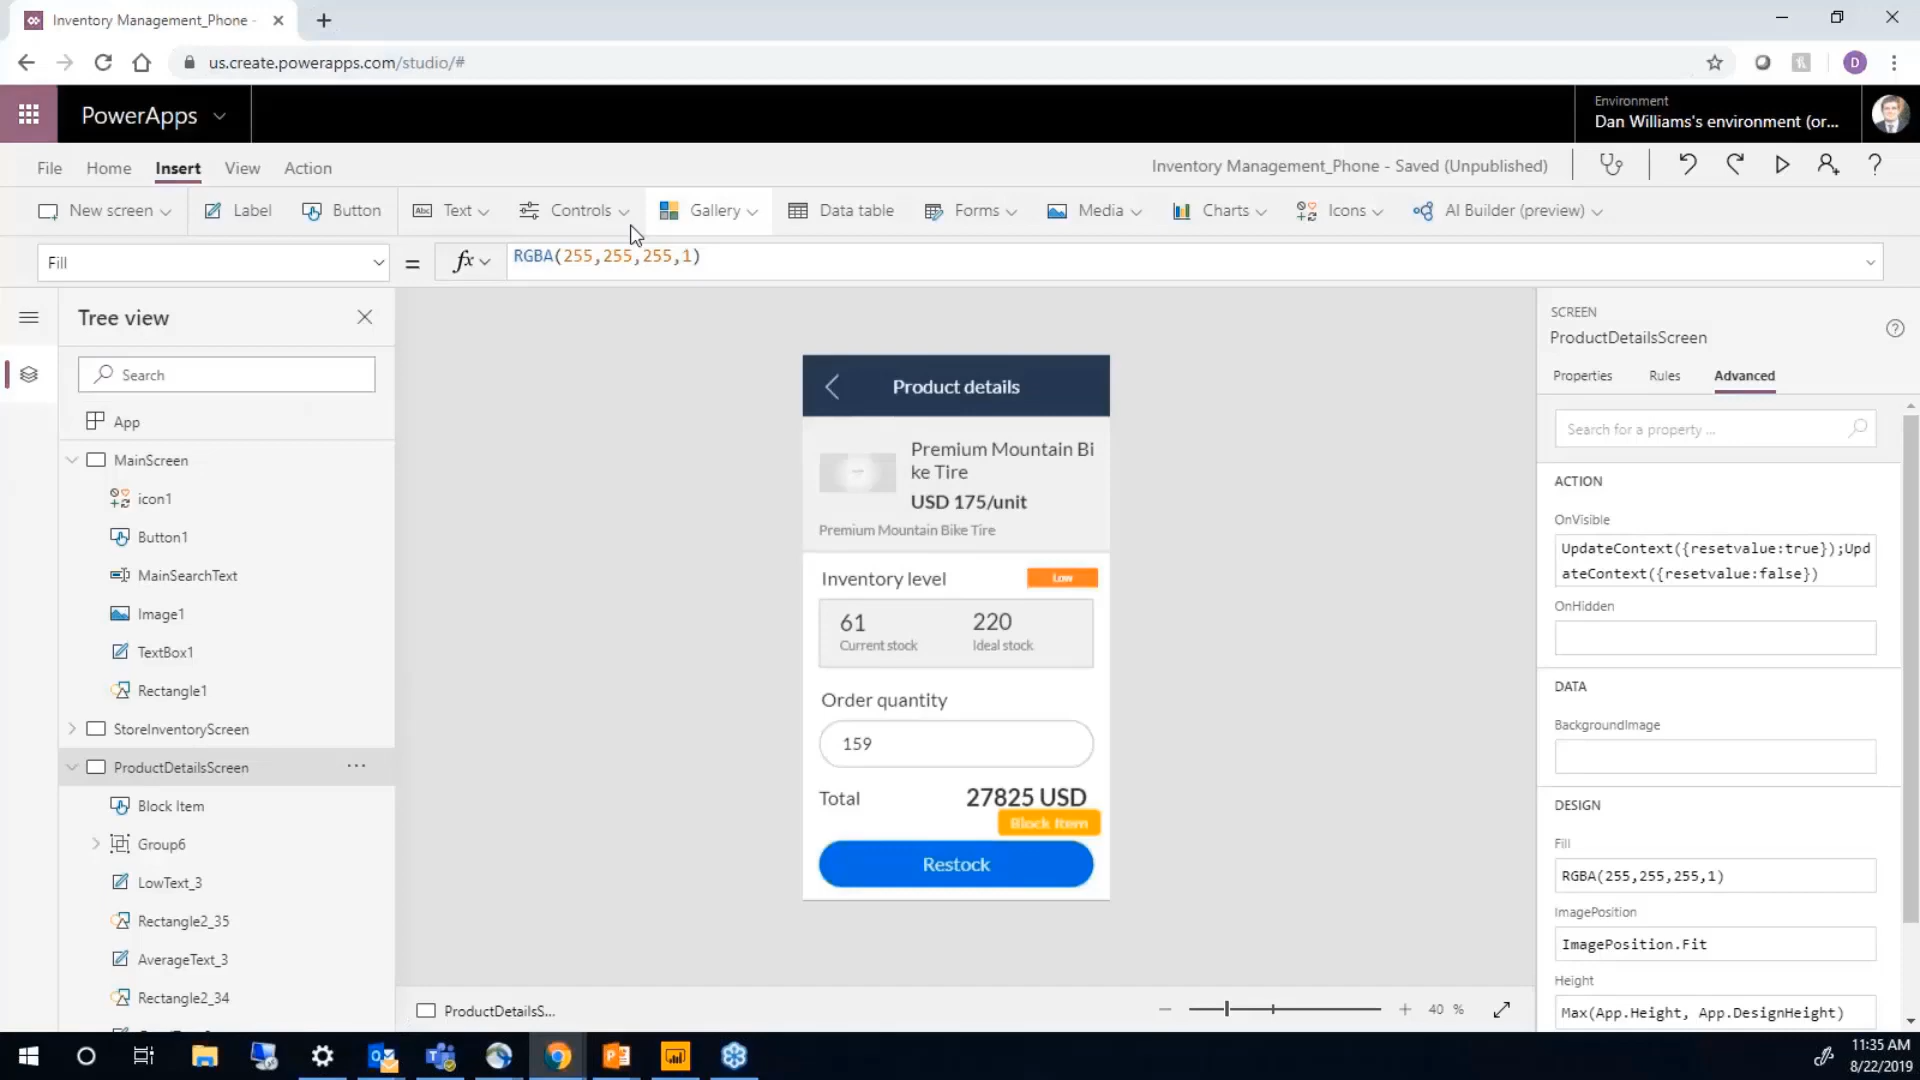 Inventory Management_Phone -
us.create.powerapps.com/studio/#
D
PowerApps
Environment
Dan Williams's environment (or...
File
Home
Insert
View
Action
Inventory Management_Phone - Saved (Unpublished)
?
New screen
Label
Button
Abc
Text
Controls
Gallery
Data table
Forms
Media
Charts
Icons
AI Builder (preview)
Fill
=
fx
RGBA(255,255,255,1)
Tree view
Search
App
MainScreen
icon1
Button1
MainSearchText
Image1
TextBox1
Rectangle1
StoreInventoryScreen
ProductDetailsScreen
Block Item
Group6
LowText_3
Rectangle2_35
AverageText_3
Rectangle2_34
Product details
Premium Mountain Bi
ke Tire
USD 175/unit
Premium Mountain Bike Tire
Inventory level
Low
61
220
Current stock
Ideal stock
Order quantity
159
Total
27825 USD
Block Item
Restock
ProductDetailsS...
40 %
SCREEN
ProductDetailsScreen
Properties
Rules
Advanced
Search for a property ...
ACTION
OnVisible
UpdateContext({resetvalue:true});Upd
ateContext({resetvalue:false})
OnHidden
DATA
BackgroundImage
DESIGN
Fill
RGBA(255,255,255,1)
ImagePosition
ImagePosition.Fit
Height
Max(App.Height, App.DesignHeight)
11:35 AM
8/22/2019